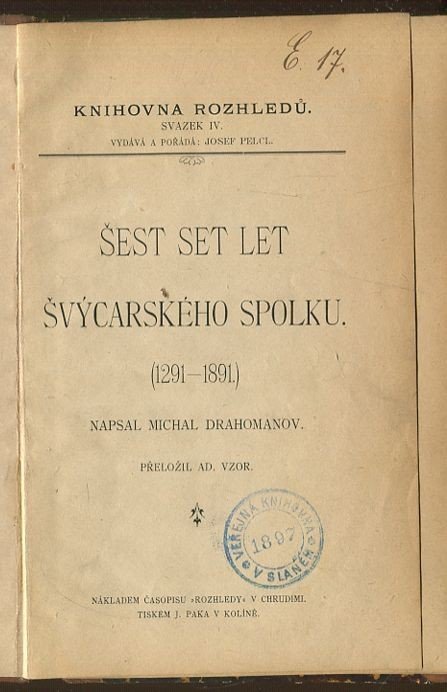 E. 17.
KNIHOVNA ROZHLEDŮ.
SVAZEK IV.
VYDÁVÁ A POŘÁDÁ: JOSEF PELCL.
ŠEST SET LET
ŠVÝCARSKÉHO SPOLKU.
(1291—1891.)
NAPSAL MICHAL DRAHOMANOV.
PŘELOŽIL AD. VZOR.
VEŘEJNÁ KNIHOVNA
1897
V SLANÉM
NÁKLADEM ČASOPISU »ROZHLEDY« V CHRUDIMI.
TISKEM J. PAKA V KOLÍNĚ.